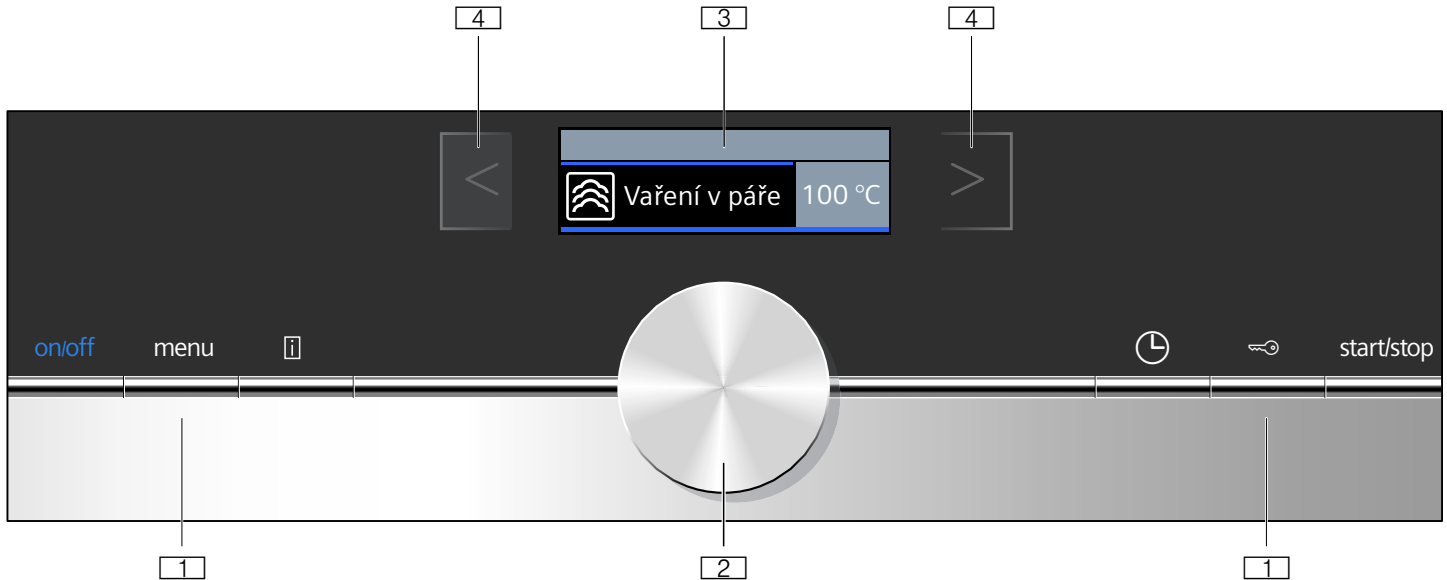 4 3 4
< >
Vaření v páře 100 °C
on/off menu i start/stop
1 2 1